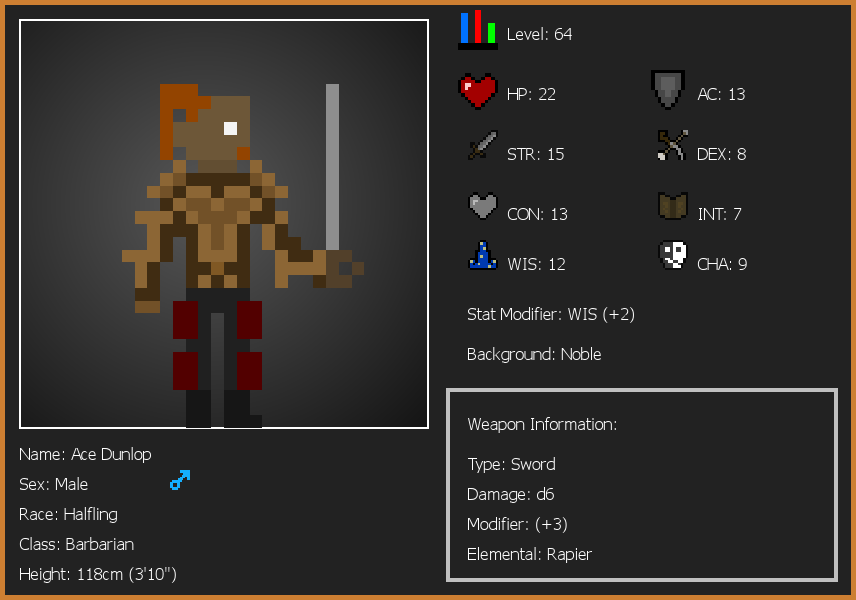 Level: 64
HP: 22
AC: 13
STR: 15
DEX: 8
CON: 13
INT: 7
WIS: 12
CHA: 9
Stat Modifier: WIS (+2)
Background: Noble
Weapon Information:
Type: Sword
Damage: d6
Modifier: (+3)
Elemental: Rapier
Name: Ace Dunlop
Sex: Male
Race: Halfling
Class: Barbarian
Height: 118cm (3'10")